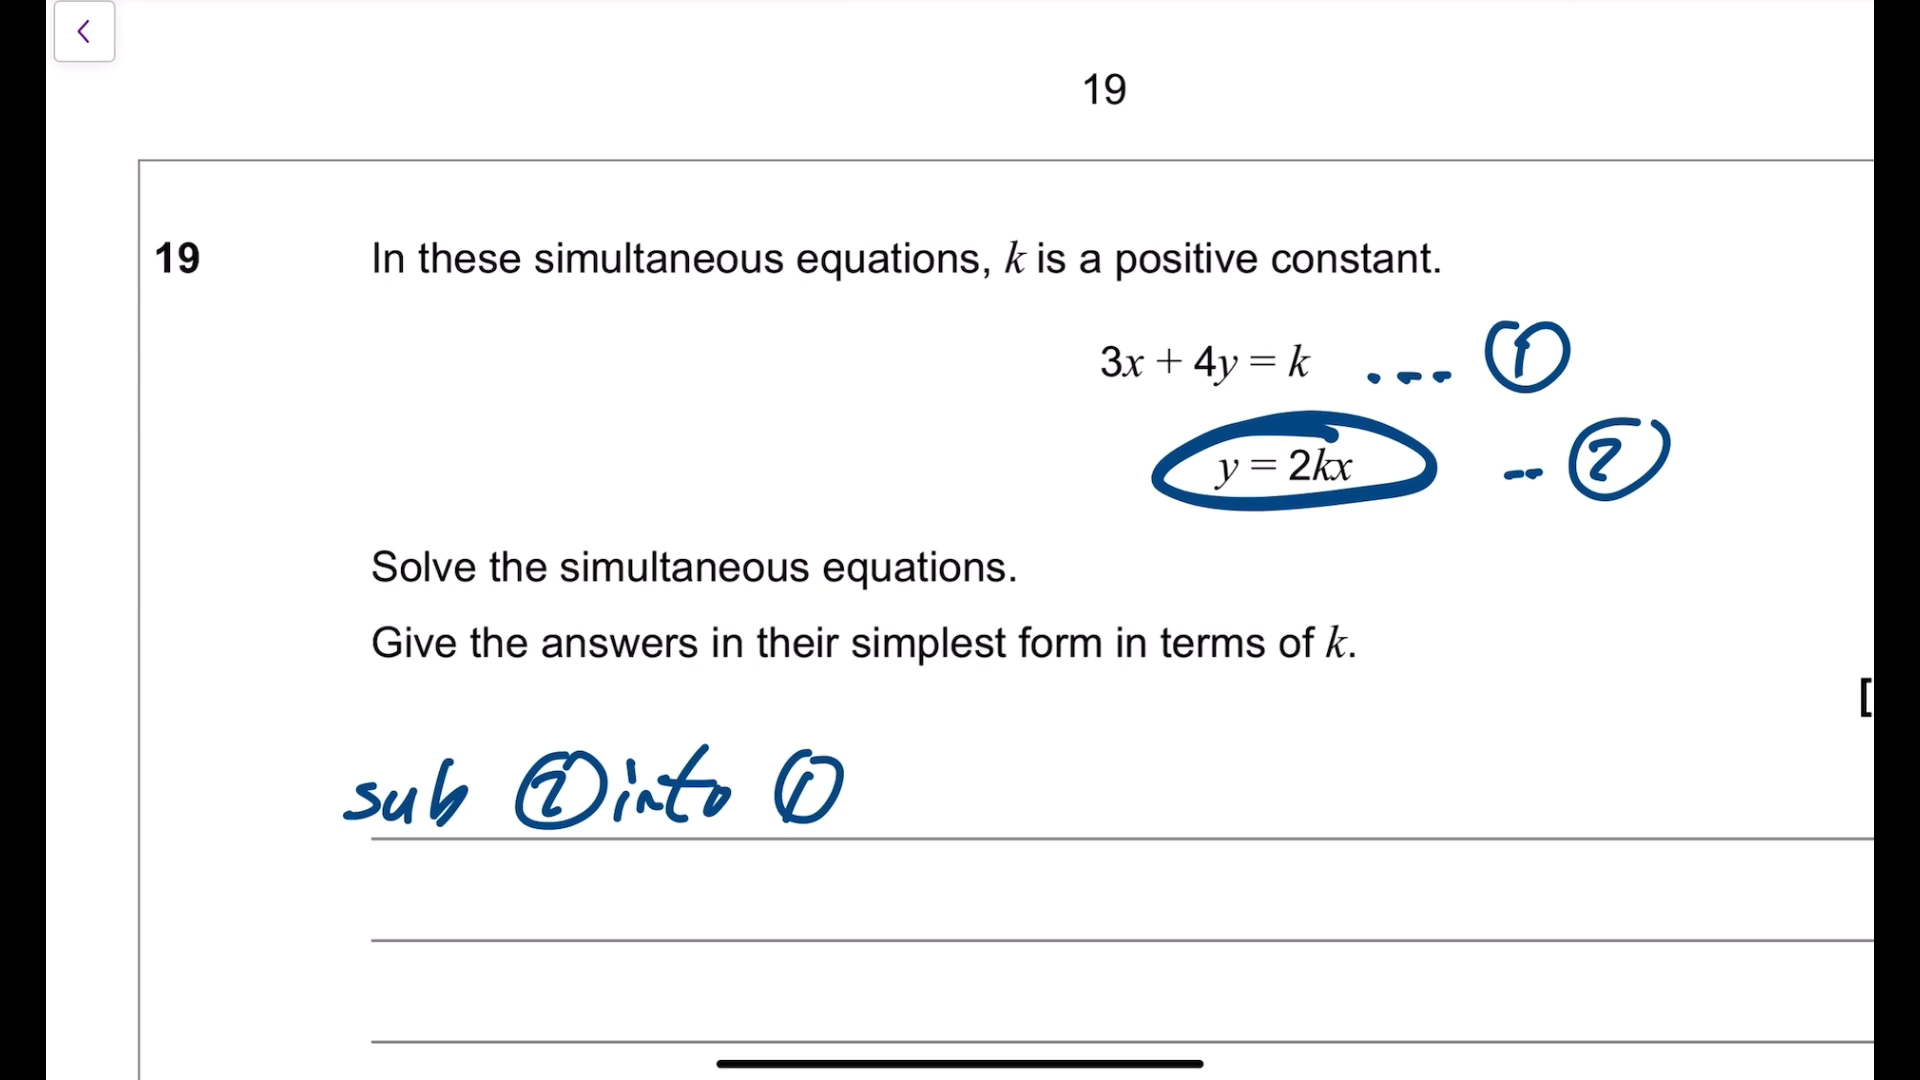 19
19 In these simultaneous equations, k is a positive constant.
3x + 4y = k ---- ①
y = 2kx -- ②
Solve the simultaneous equations.
Give the answers in their simplest form in terms of k.
[
sub ② into ①